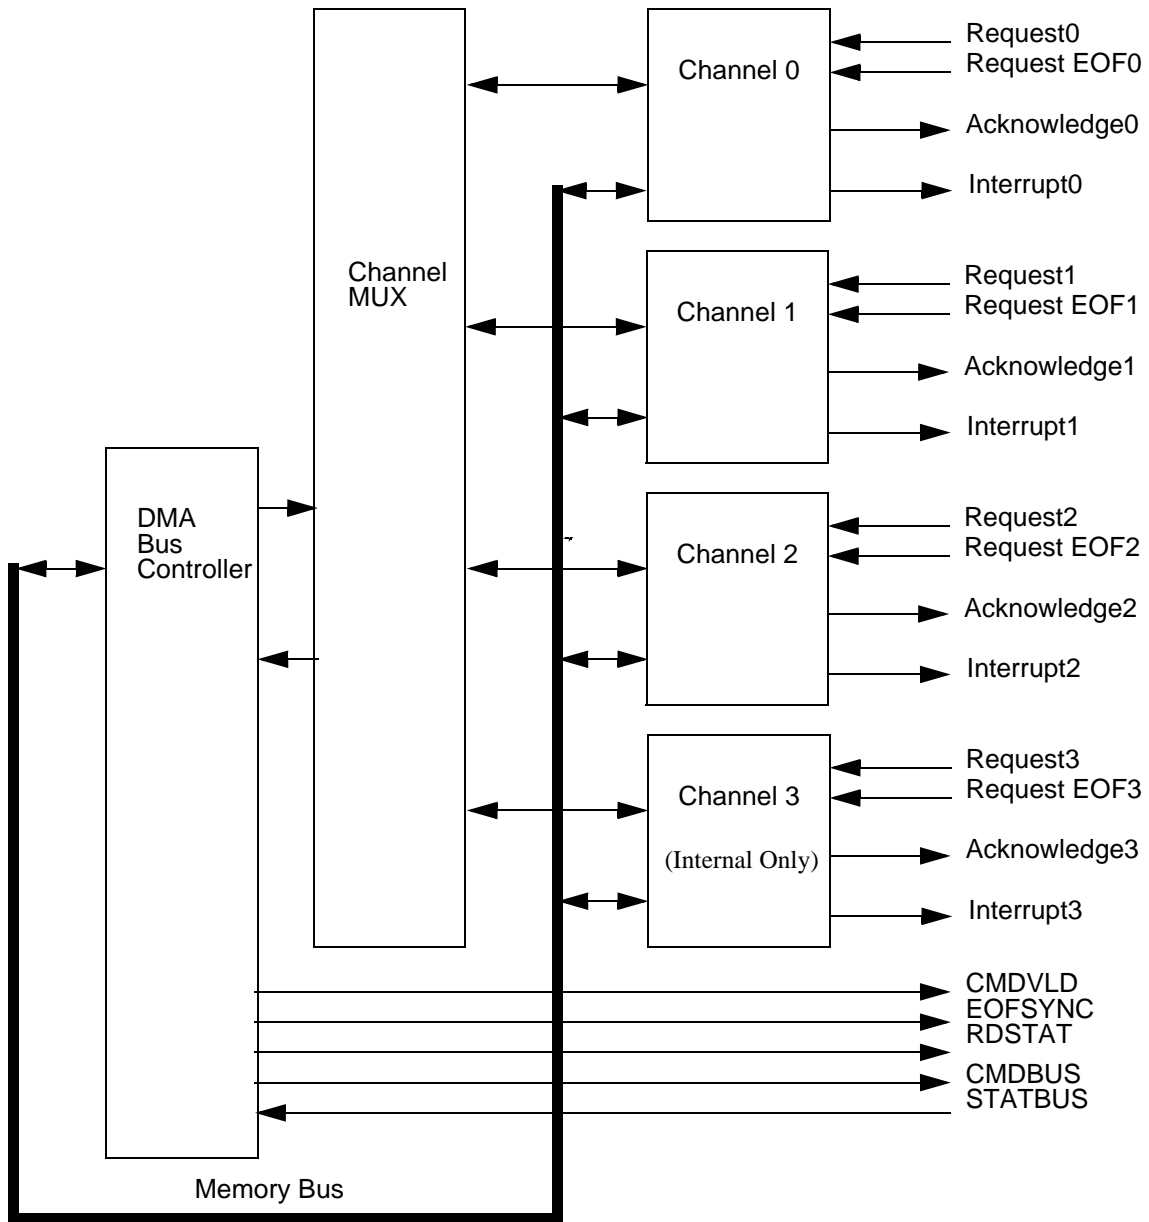 Request0
Request EOF0
Channel 0
Acknowledge0
Interrupt0
Channel
MUX
Request1
Request EOF1
Channel 1
Acknowledge1
Interrupt1
DMA
Bus
Controller
Request2
Request EOF2
Channel 2
Acknowledge2
Interrupt2
Request3
Request EOF3
Channel 3
Acknowledge3
(Internal Only)
Interrupt3
CMDVLD
EOFSYNC
RDSTAT
CMDBUS
STATBUS
Memory Bus